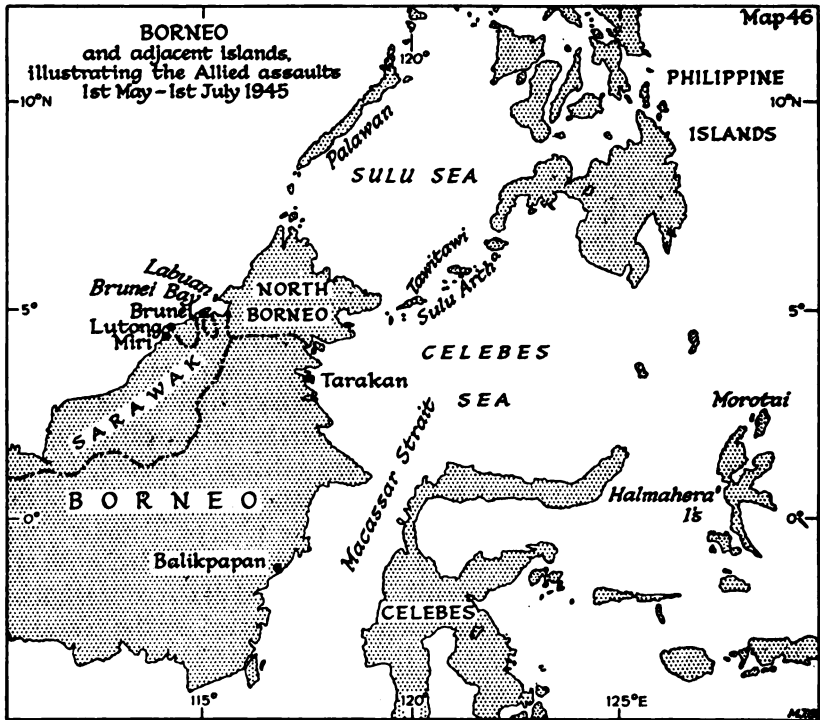 Map 46
BORNEO
and adjacent islands,
illustrating the Allied assaults
1st May - 1st July 1945
120°
10°N
10°N
PHILIPPINE
ISLANDS
Palawan
SULU SEA
Labuan
Brunei Bay
Brunei
Lutong
Miri
NORTH
BORNEO
Tawitawi
Sulu Archº
5°
5°
CELEBES
SEA
SARAWAK
Tarakan
Macassar Strait
Morotai
Halmahera
Is
BORNEO
0°
0°
Balikpapan
CELEBES
115°
120°
125°E